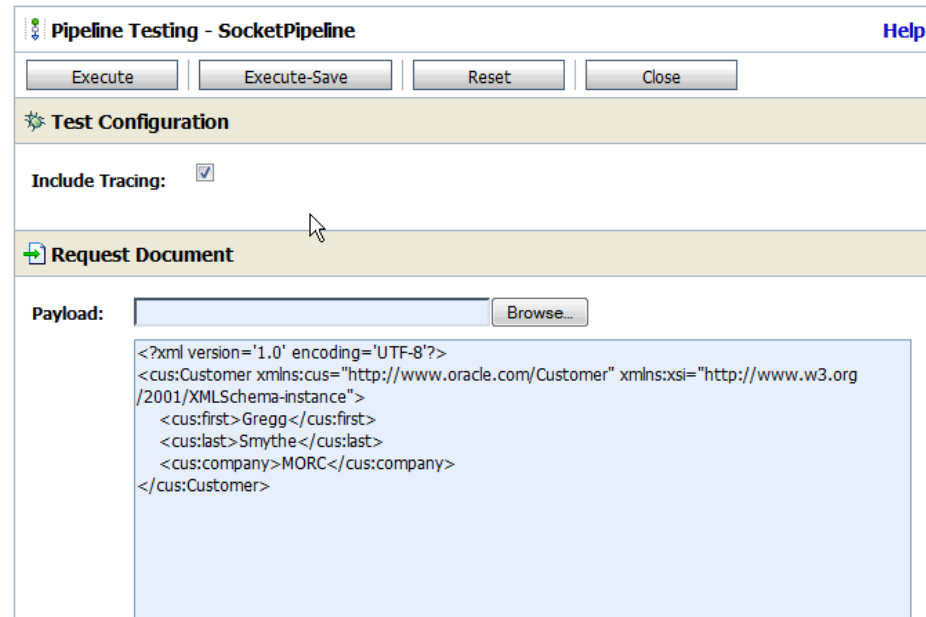 Pipeline Testing - SocketPipeline
Help
Execute
Execute-Save
Reset
Close
Test Configuration
Include Tracing:
Request Document
Payload:
Browse...
<?xml version='1.0' encoding='UTF-8'?>
<cus:Customer xmlns:cus="http://www.oracle.com/Customer" xmlns:xsi="http://www.w3.org
/2001/XMLSchema-instance">
<cus:first>Gregg</cus:first>
<cus:last>Smythe</cus:last>
<cus:company>MORC</cus:company>
</cus:Customer>